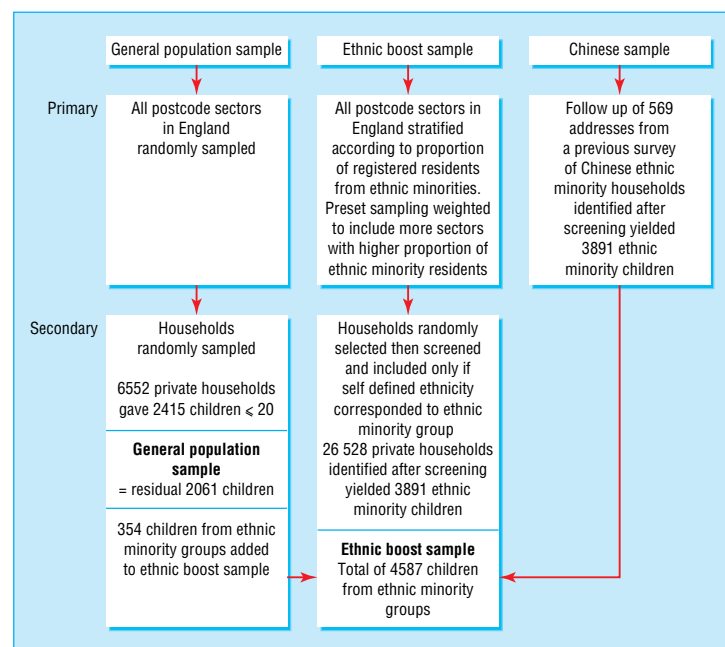 General population sample
Ethnic boost sample
Chinese sample
Primary
All postcode sectors
in England
randomly sampled
All postcode sectors in
England stratified
according to proportion
of registered residents
from ethnic minorities.
Preset sampling weighted
to include more sectors
with higher proportion of
ethnic minority residents
Follow up of 569
addresses from
a previous survey
of Chinese ethnic
minority households
identified after
screening yielded
3891 ethnic
minority children
Secondary
Households
randomly sampled
6552 private households
gave 2415 children ⩽ 20
General population
sample
= residual 2061 children
354 children from ethnic
minority groups added
to ethnic boost sample
Households randomly
selected then screened
and included only if
self defined ethnicity
corresponded to ethnic
minority group
26 528 private households
identified after screening
yielded 3891 ethnic
minority children
Ethnic boost sample
Total of 4587 children
from ethnic minority
groups